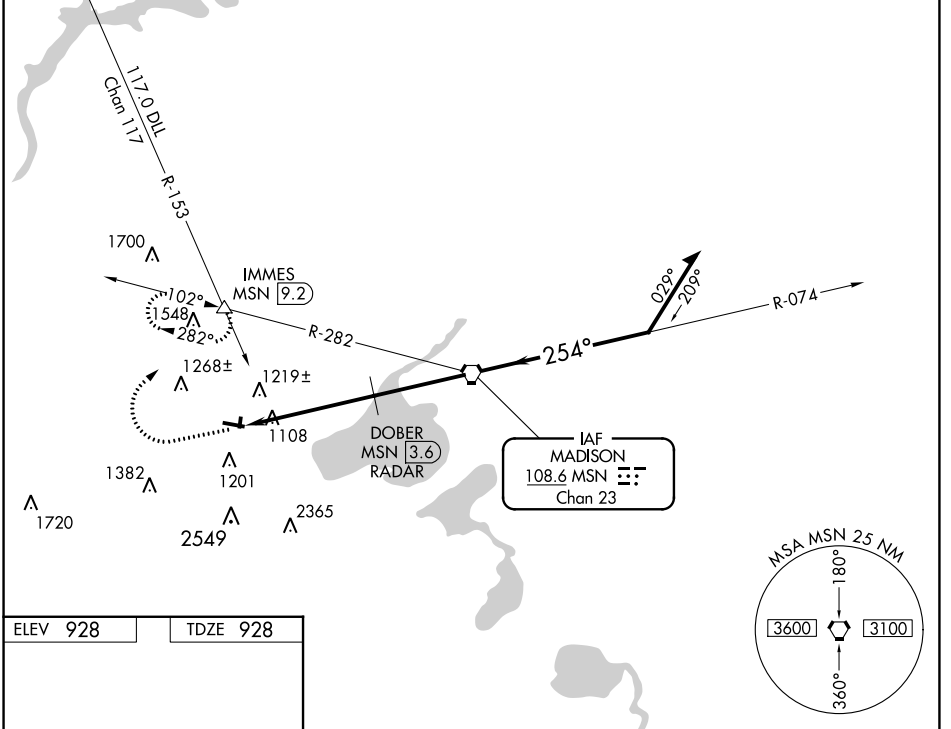 117.0 DLL
Chan 117
R-153
1700
IMMES
MSN 9.2
102°
1548
282°
R-282
029°
209°
R-074
254°
1268±
1219±
1108
DOBER
MSN 3.6
RADAR
IAF
MADISON
108.6 MSN
Chan 23
1382
1201
1720
2549
2365
MSA MSN 25 NM
180°
3600
3100
360°
ELEV 928
TDZE 928